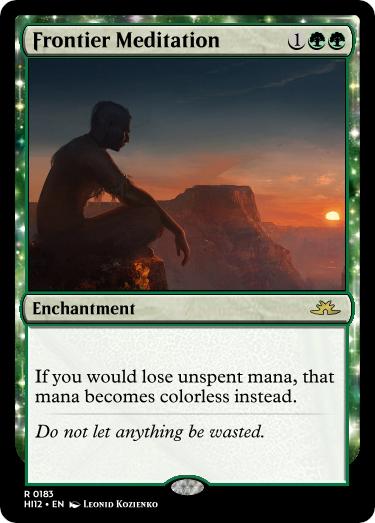 Frontier Meditation 1
Enchantment
If you would lose unspent mana, that
mana becomes colorless instead.
Do not let anything be wasted.
R 0183
HI12 • EN Leonid Kozienko